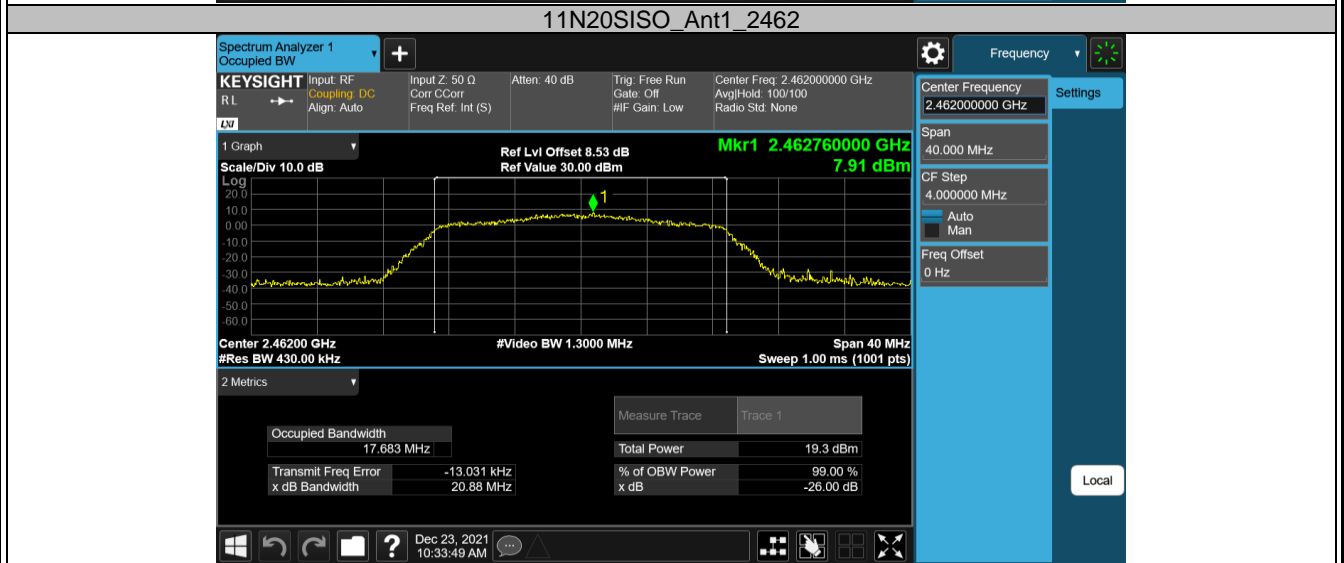 11N20SISO_Ant1_2462
Spectrum Analyzer 1
Occupied BW
Frequency
KEYSIGHT
R L
LXI
Input: RF
Coupling: DC
Align: Auto
Input Z: 50 Ω
Corr CCorr
Freq Ref: Int (S)
Atten: 40 dB
Trig: Free Run
Gate: Off
#IF Gain: Low
Center Freq: 2.462000000 GHz
Avg|Hold: 100/100
Radio Std: None
Center Frequency
2.462000000 GHz
Settings
Span
40.000 MHz
CF Step
4.000000 MHz
Auto
Man
Freq Offset
0 Hz
1 Graph
Scale/Div 10.0 dB
Ref Lvl Offset 8.53 dB
Ref Value 30.00 dBm
Mkr1 2.462760000 GHz
7.91 dBm
Log
20.0
10.0
0.00
-10.0
-20.0
-30.0
-40.0
-50.0
-60.0
1
Center 2.46200 GHz
#Res BW 430.00 kHz
#Video BW 1.3000 MHz
Span 40 MHz
Sweep 1.00 ms (1001 pts)
2 Metrics
Measure Trace Trace 1
Occupied Bandwidth
17.683 MHz
Total Power 19.3 dBm
Transmit Freq Error -13.031 kHz
% of OBW Power 99.00 %
x dB Bandwidth 20.88 MHz
x dB -26.00 dB
Local
?
Dec 23, 2021
10:33:49 AM